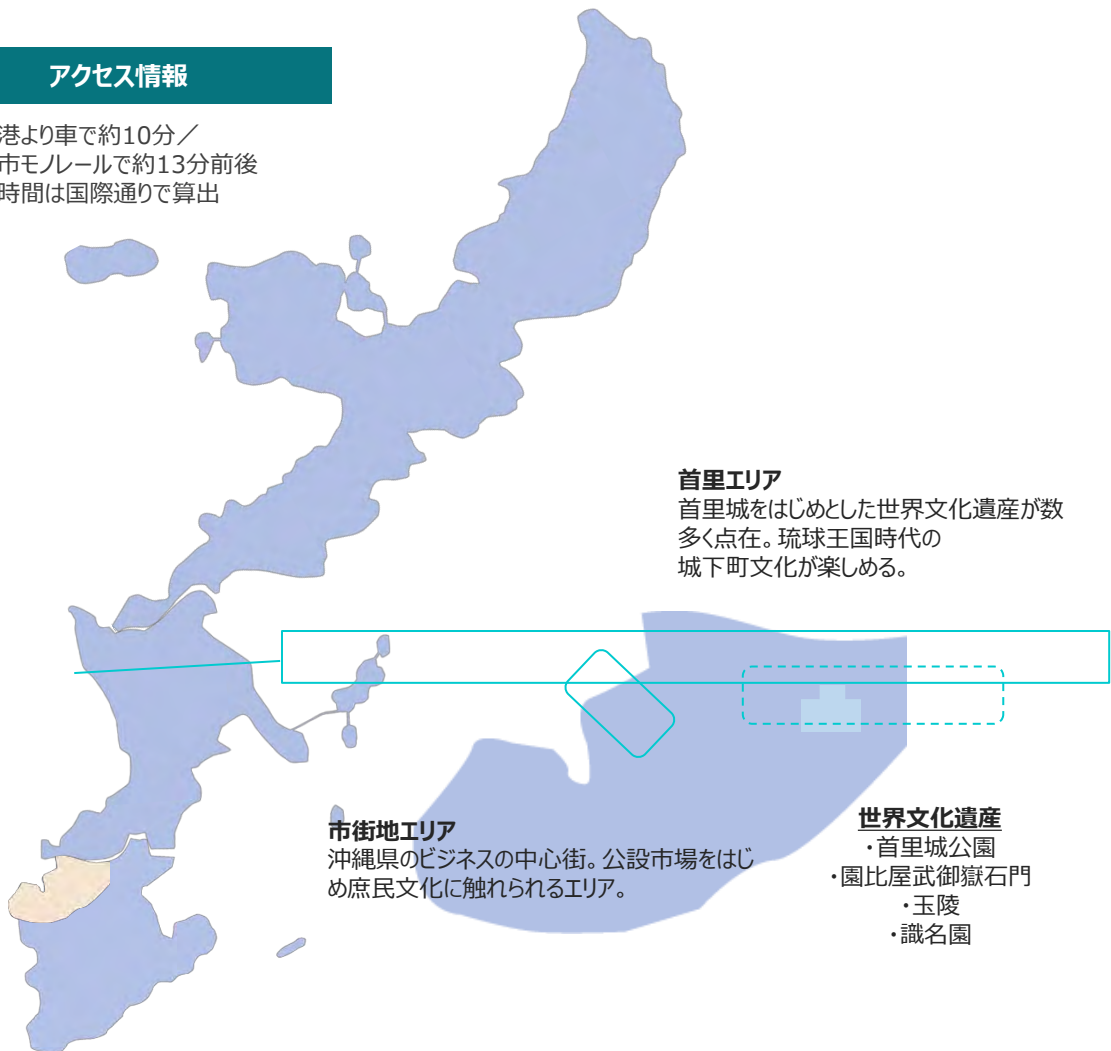 アクセス情報
港より車で約10分／
市モノレールで約13分前後
時間は国際通りで算出
首里エリア
首里城をはじめとした世界文化遺産が数
多く点在。琉球王国時代の
城下町文化が楽しめる。
市街地エリア
沖縄県のビジネスの中心街。公設市場をはじ
め庶民文化に触れられるエリア。
世界文化遺産
・首里城公園
・園比屋武御嶽石門
・玉陵
・識名園